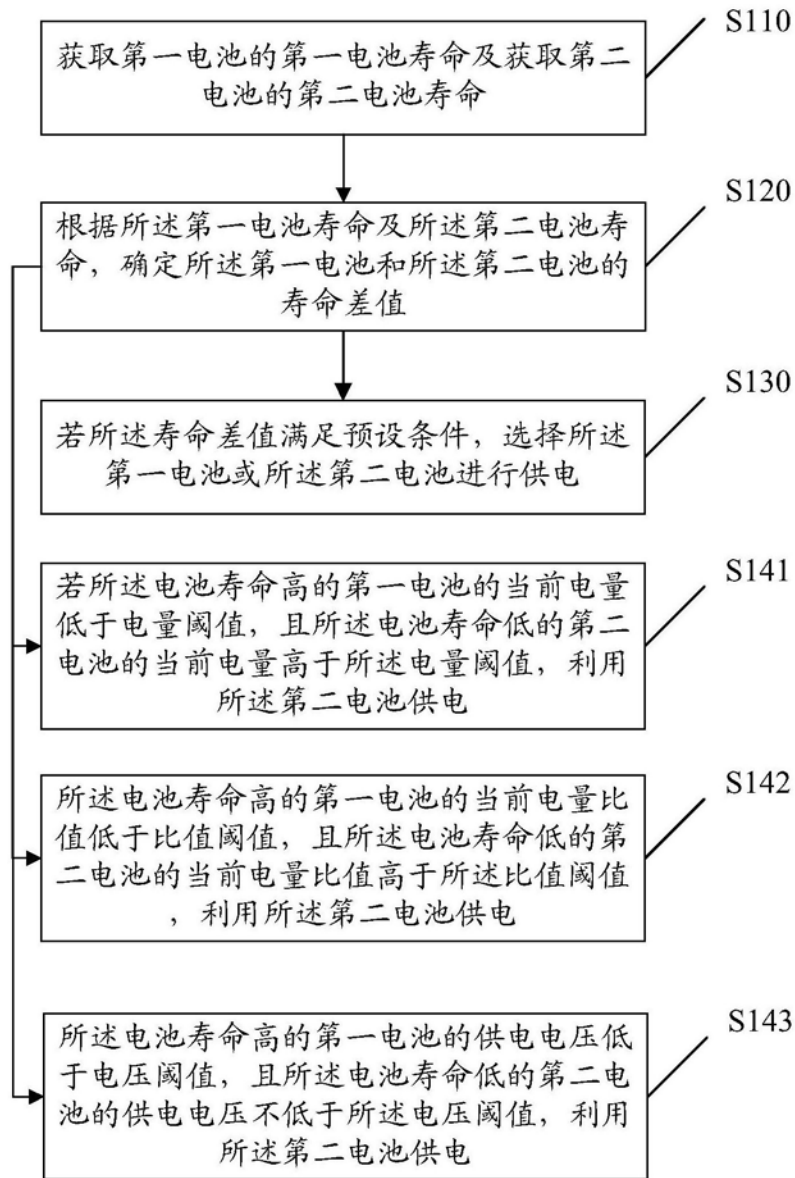 S110
获取第一电池的第一电池寿命及获取第二
电池的第二电池寿命
S120
根据所述第一电池寿命及所述第二电池寿
命，确定所述第一电池和所述第二电池的
寿命差值
S130
若所述寿命差值满足预设条件，选择所述
第一电池或所述第二电池进行供电
S141
若所述电池寿命高的第一电池的当前电量
低于电量阈值，且所述电池寿命低的第二
电池的当前电量高于所述电量阈值，利用
所述第二电池供电
S142
所述电池寿命高的第一电池的当前电量比
值低于比值阈值，且所述电池寿命低的第
二电池的当前电量比值高于所述比值阈值
，利用所述第二电池供电
S143
所述电池寿命高的第一电池的供电电压低
于电压阈值，且所述电池寿命低的第二电
池的供电电压不低于所述电压阈值，利用
所述第二电池供电